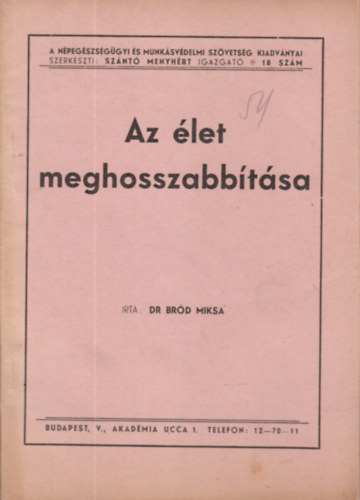 A NÉPEGÉSZSÉGÜGYI ÉS MUNKÁSVÉDELMI SZÖVETSÉG KIADVÁNYAI
SZERKESZTI: SZÁNTÓ MENYHÉRT IGAZGATÓ * 18 SZÁM
54
Az élet
meghosszabbítása
IRTA: DR BRÓD MIKSA
BUDAPEST, V., AKADÉMIA UCCA 1. TELEFON: 12—70—11